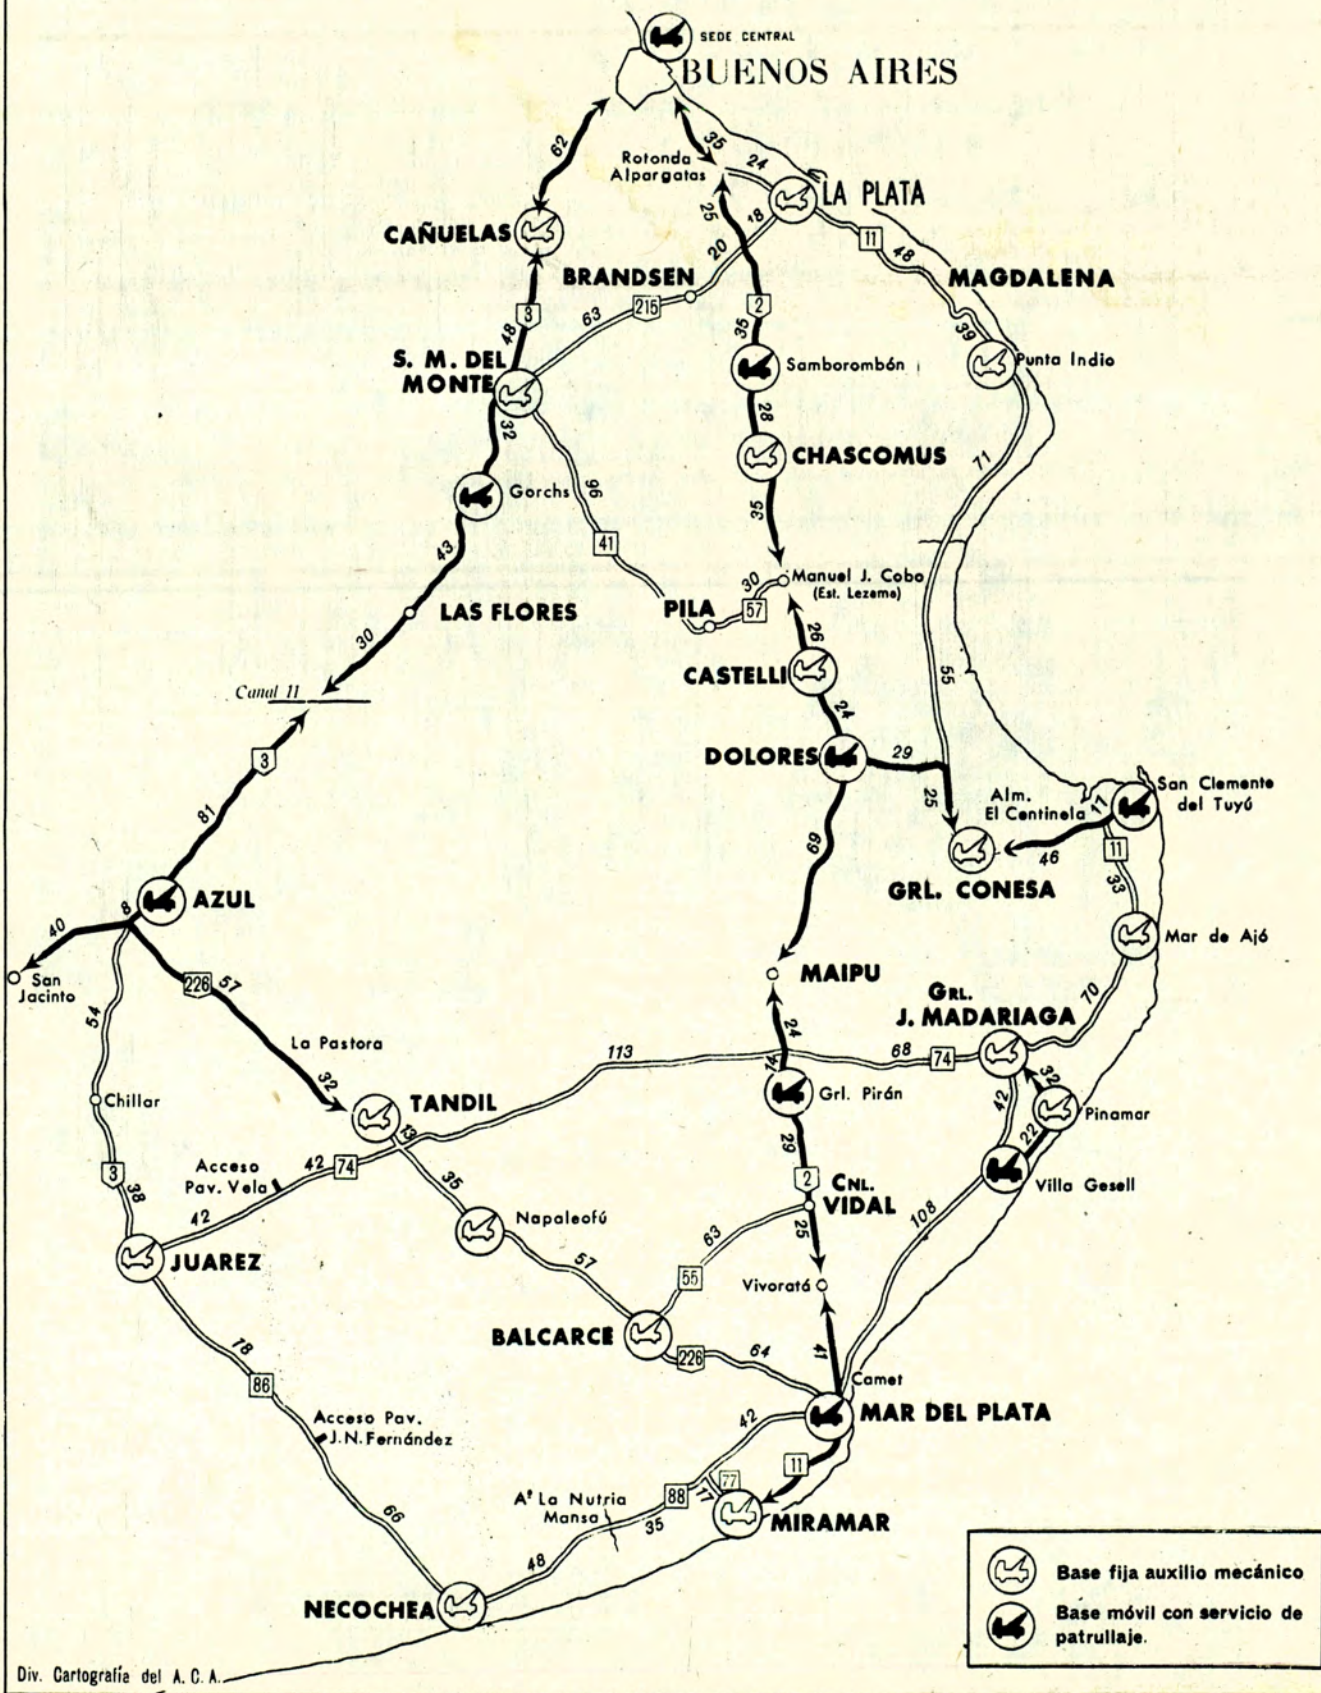 SEDE CENTRAL
BUENOS AIRES
62
35
Rotonda
Alpargatas
24
LA PLATA
25
18
CAÑUELAS
11
48
20
BRANDSEN
MAGDALENA
3
63
215
2
48
35
39
S. M. DEL
MONTE
Samborombón
Punta Indio
32
28
CHASCOMUS
71
96
Gorchs
35
43
41
30
Manuel J. Cobo
(Est. Lezama)
LAS FLORES
PILA
57
30
26
CASTELLI
55
Canal 11
24
3
DOLORES
29
25
Alm.
El Centinela
17
San Clemente
del Tuyú
81
69
46
11
GRL. CONESA
33
AZUL
8
40
Mar de Ajó
San
Jacinto
226
57
MAIPU
GRL.
J. MADARIAGA
70
54
24
La Pastora
113
68
74
14
32
32
Chillar
TANDIL
Grl. Pirán
42
Pinamar
13
22
3
Acceso
Pav. Vela
42
74
29
38
35
2
CNL.
VIDAL
Villa Gesell
42
Napaleofú
108
63
25
JUAREZ
57
55
Vivoratá
BALCARCE
78
226
64
41
86
Camet
Acceso Pav.
J. N. Fernández
42
MAR DEL PLATA
11
77
Aº La Nutria
Mansa
88
17
66
35
MIRAMAR
48
NECOCHEA
Base fija auxilio mecánico
Base móvil con servicio de
patrullaje.
Div. Cartografía del A. C. A.